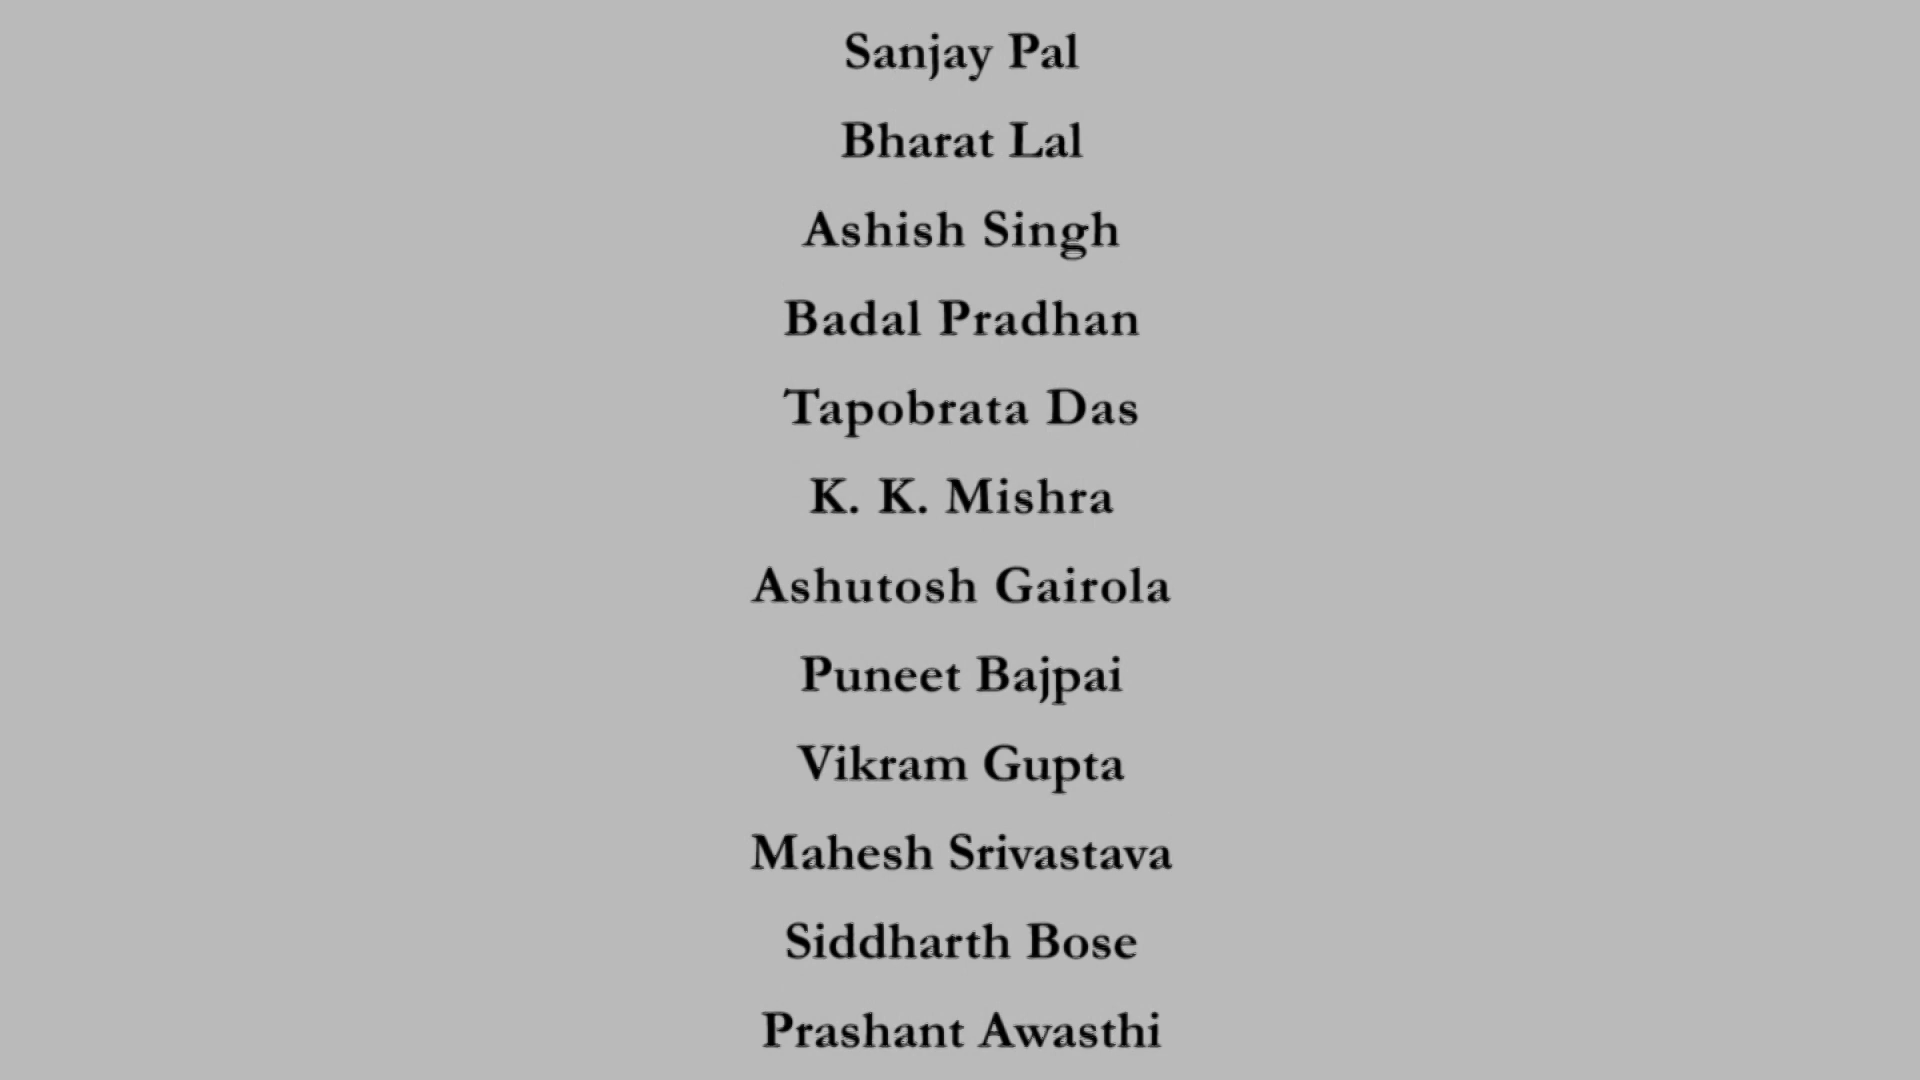 Sanjay Pal
Bharat Lal
Ashish Singh
Badal Pradhan
Tapobrata Das
K. K. Mishra
Ashutosh Gairola
Puneet Bajpai
Vikram Gupta
Mahesh Srivastava
Siddharth Bose
Prashant Awasthi